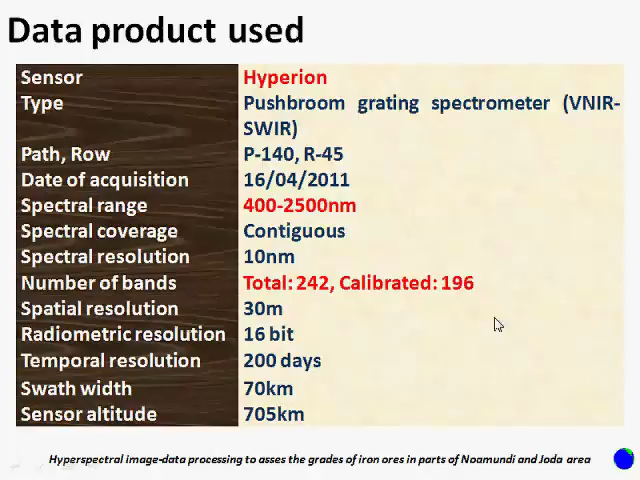 Data product used
Sensor Hyperion
Type Pushbroom grating spectrometer (VNIR-
SWIR)
Path, Row P-140, R-45
Date of acquisition 16/04/2011
Spectral range 400-2500nm
Spectral coverage Contiguous
Spectral resolution 10nm
Number of bands Total: 242, Calibrated: 196
Spatial resolution 30m
Radiometric resolution 16 bit
Temporal resolution 200 days
Swath width 70km
Sensor altitude 705km
Hyperspectral image-data processing to asses the grades of iron ores in parts of Noamundi and Joda area